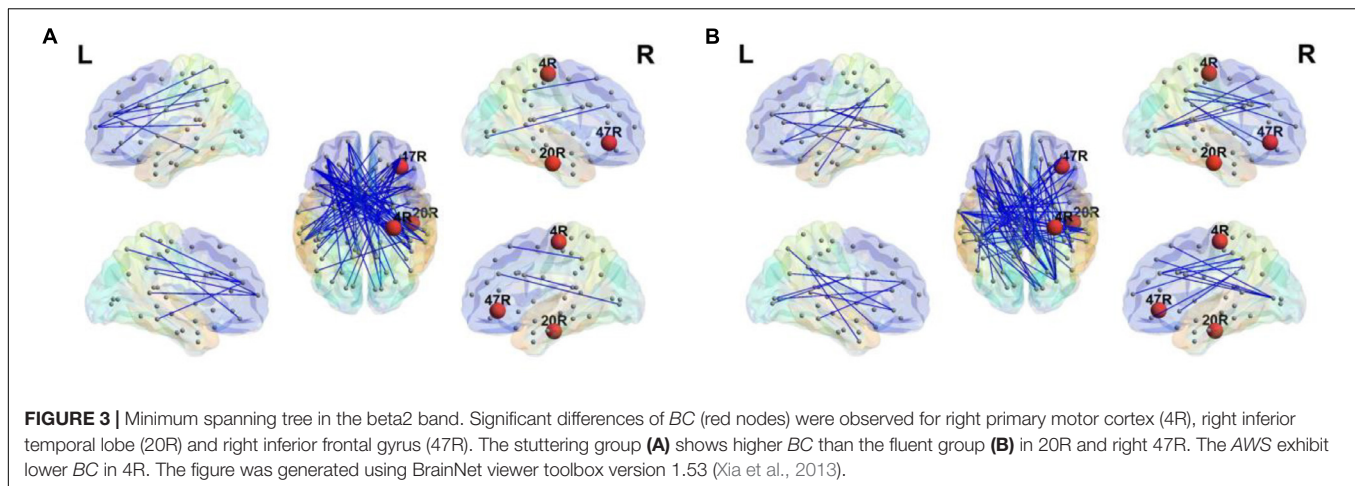 A
L
R
4R
47R
20R
47R
4R
20R
4R
47R
20R
B
L
R
4R
47R
20R
47R
4R
20R
4R
47R
20R
FIGURE 3 | Minimum spanning tree in the beta2 band. Significant differences of BC (red nodes) were observed for right primary motor cortex (4R), right inferior
temporal lobe (20R) and right inferior frontal gyrus (47R). The stuttering group (A) shows higher BC than the fluent group (B) in 20R and right 47R. The AWS exhibit
lower BC in 4R. The figure was generated using BrainNet viewer toolbox version 1.53 (Xia et al., 2013).